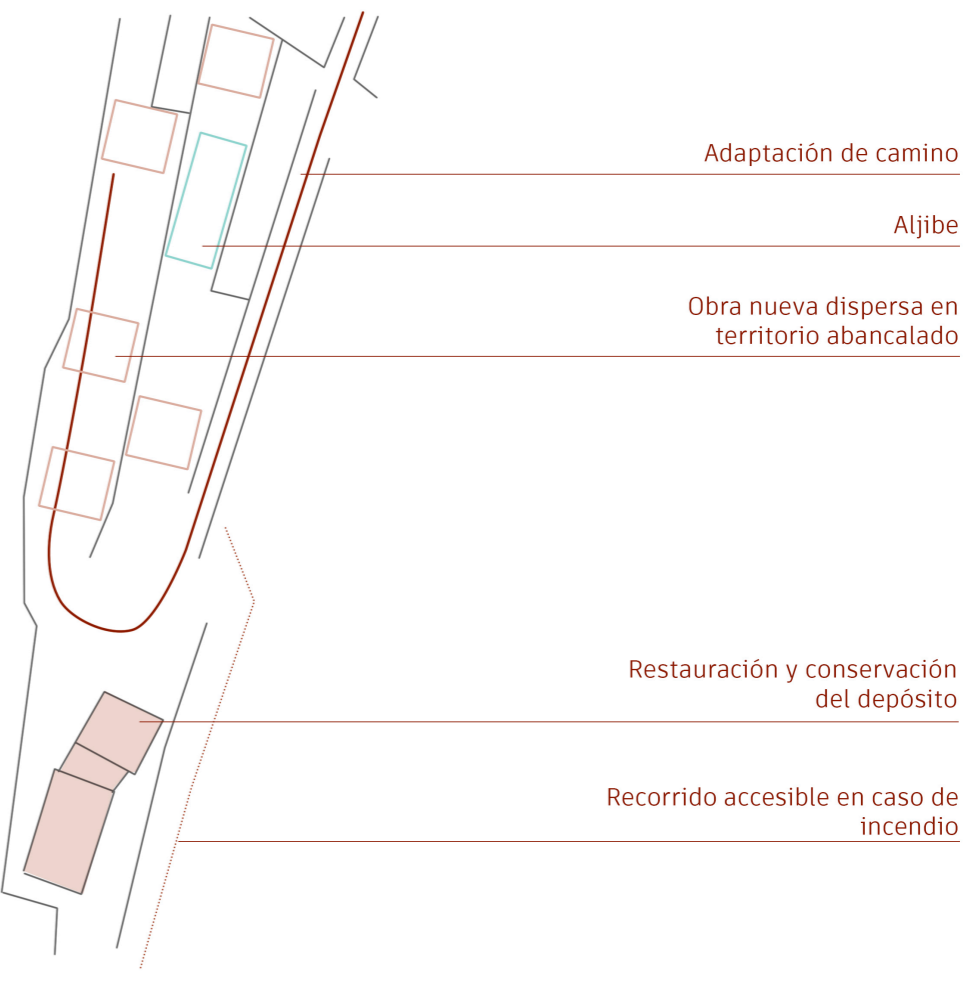 Adaptación de camino
Aljibe
Obra nueva dispersa en
territorio abancalado
Restauración y conservación
del depósito
Recorrido accesible en caso de
incendio